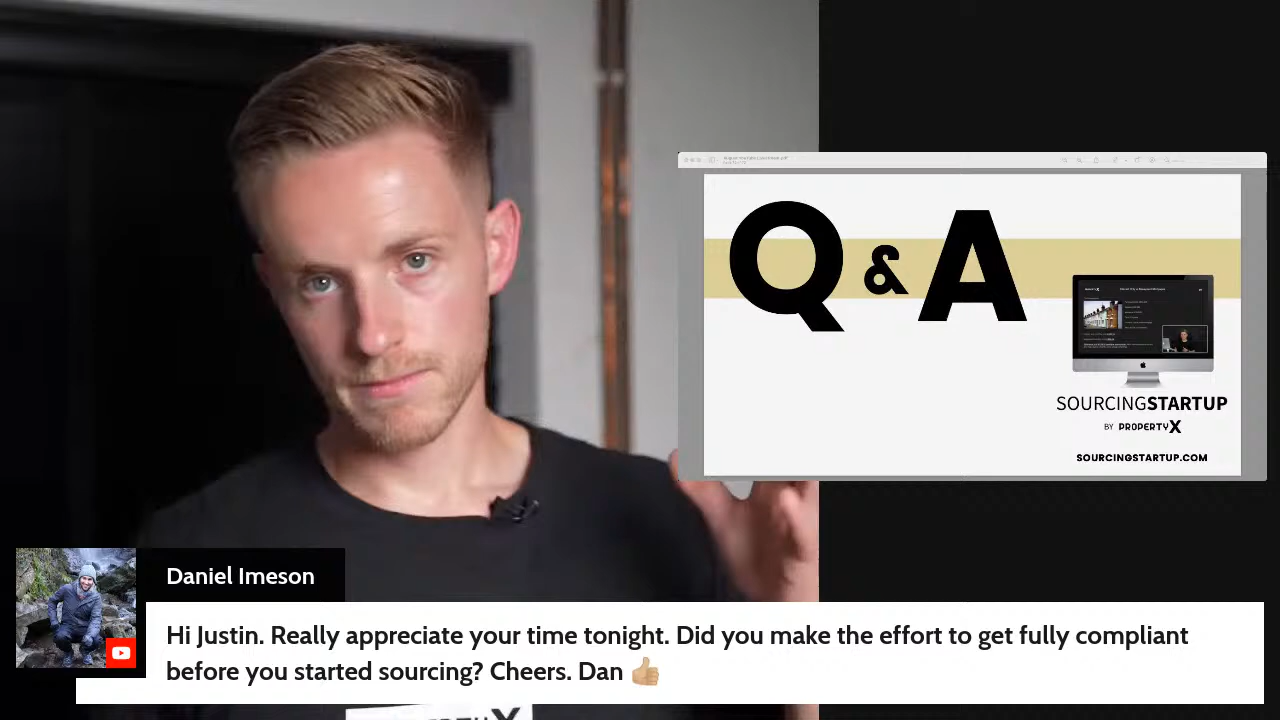 Q & A
SOURCINGSTARTUP
BY PROPERTYX
SOURCINGSTARTUP.COM
Daniel Imeson
Hi Justin. Really appreciate your time tonight. Did you make the effort to get fully compliant
before you started sourcing? Cheers. Dan 👍🏼